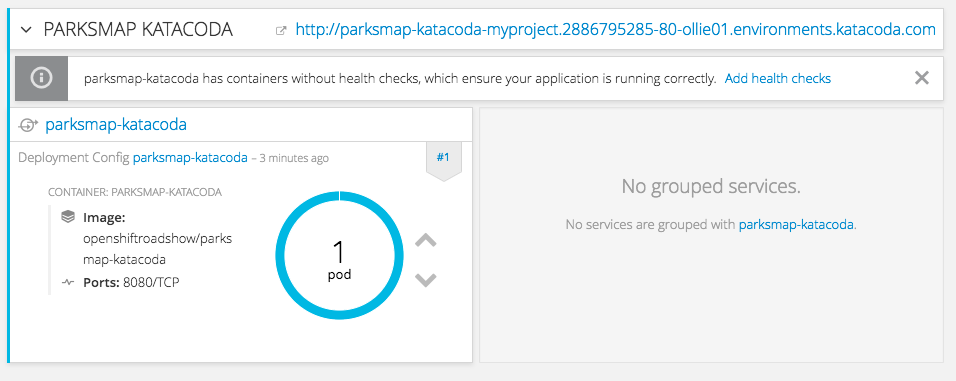 PARKSMAP KATACODA http://parksmap-katacoda-myproject.2886795285-80-ollie01.environments.katacoda.com
parksmap-katacoda has containers without health checks, which ensure your application is running correctly. Add health checks
parksmap-katacoda
Deployment Config parksmap-katacoda – 3 minutes ago
#1
CONTAINER: PARKSMAP-KATACODA
Image:
openshiftroadshow/parks
map-katacoda
Ports: 8080/TCP
1
pod
No grouped services.
No services are grouped with parksmap-katacoda.